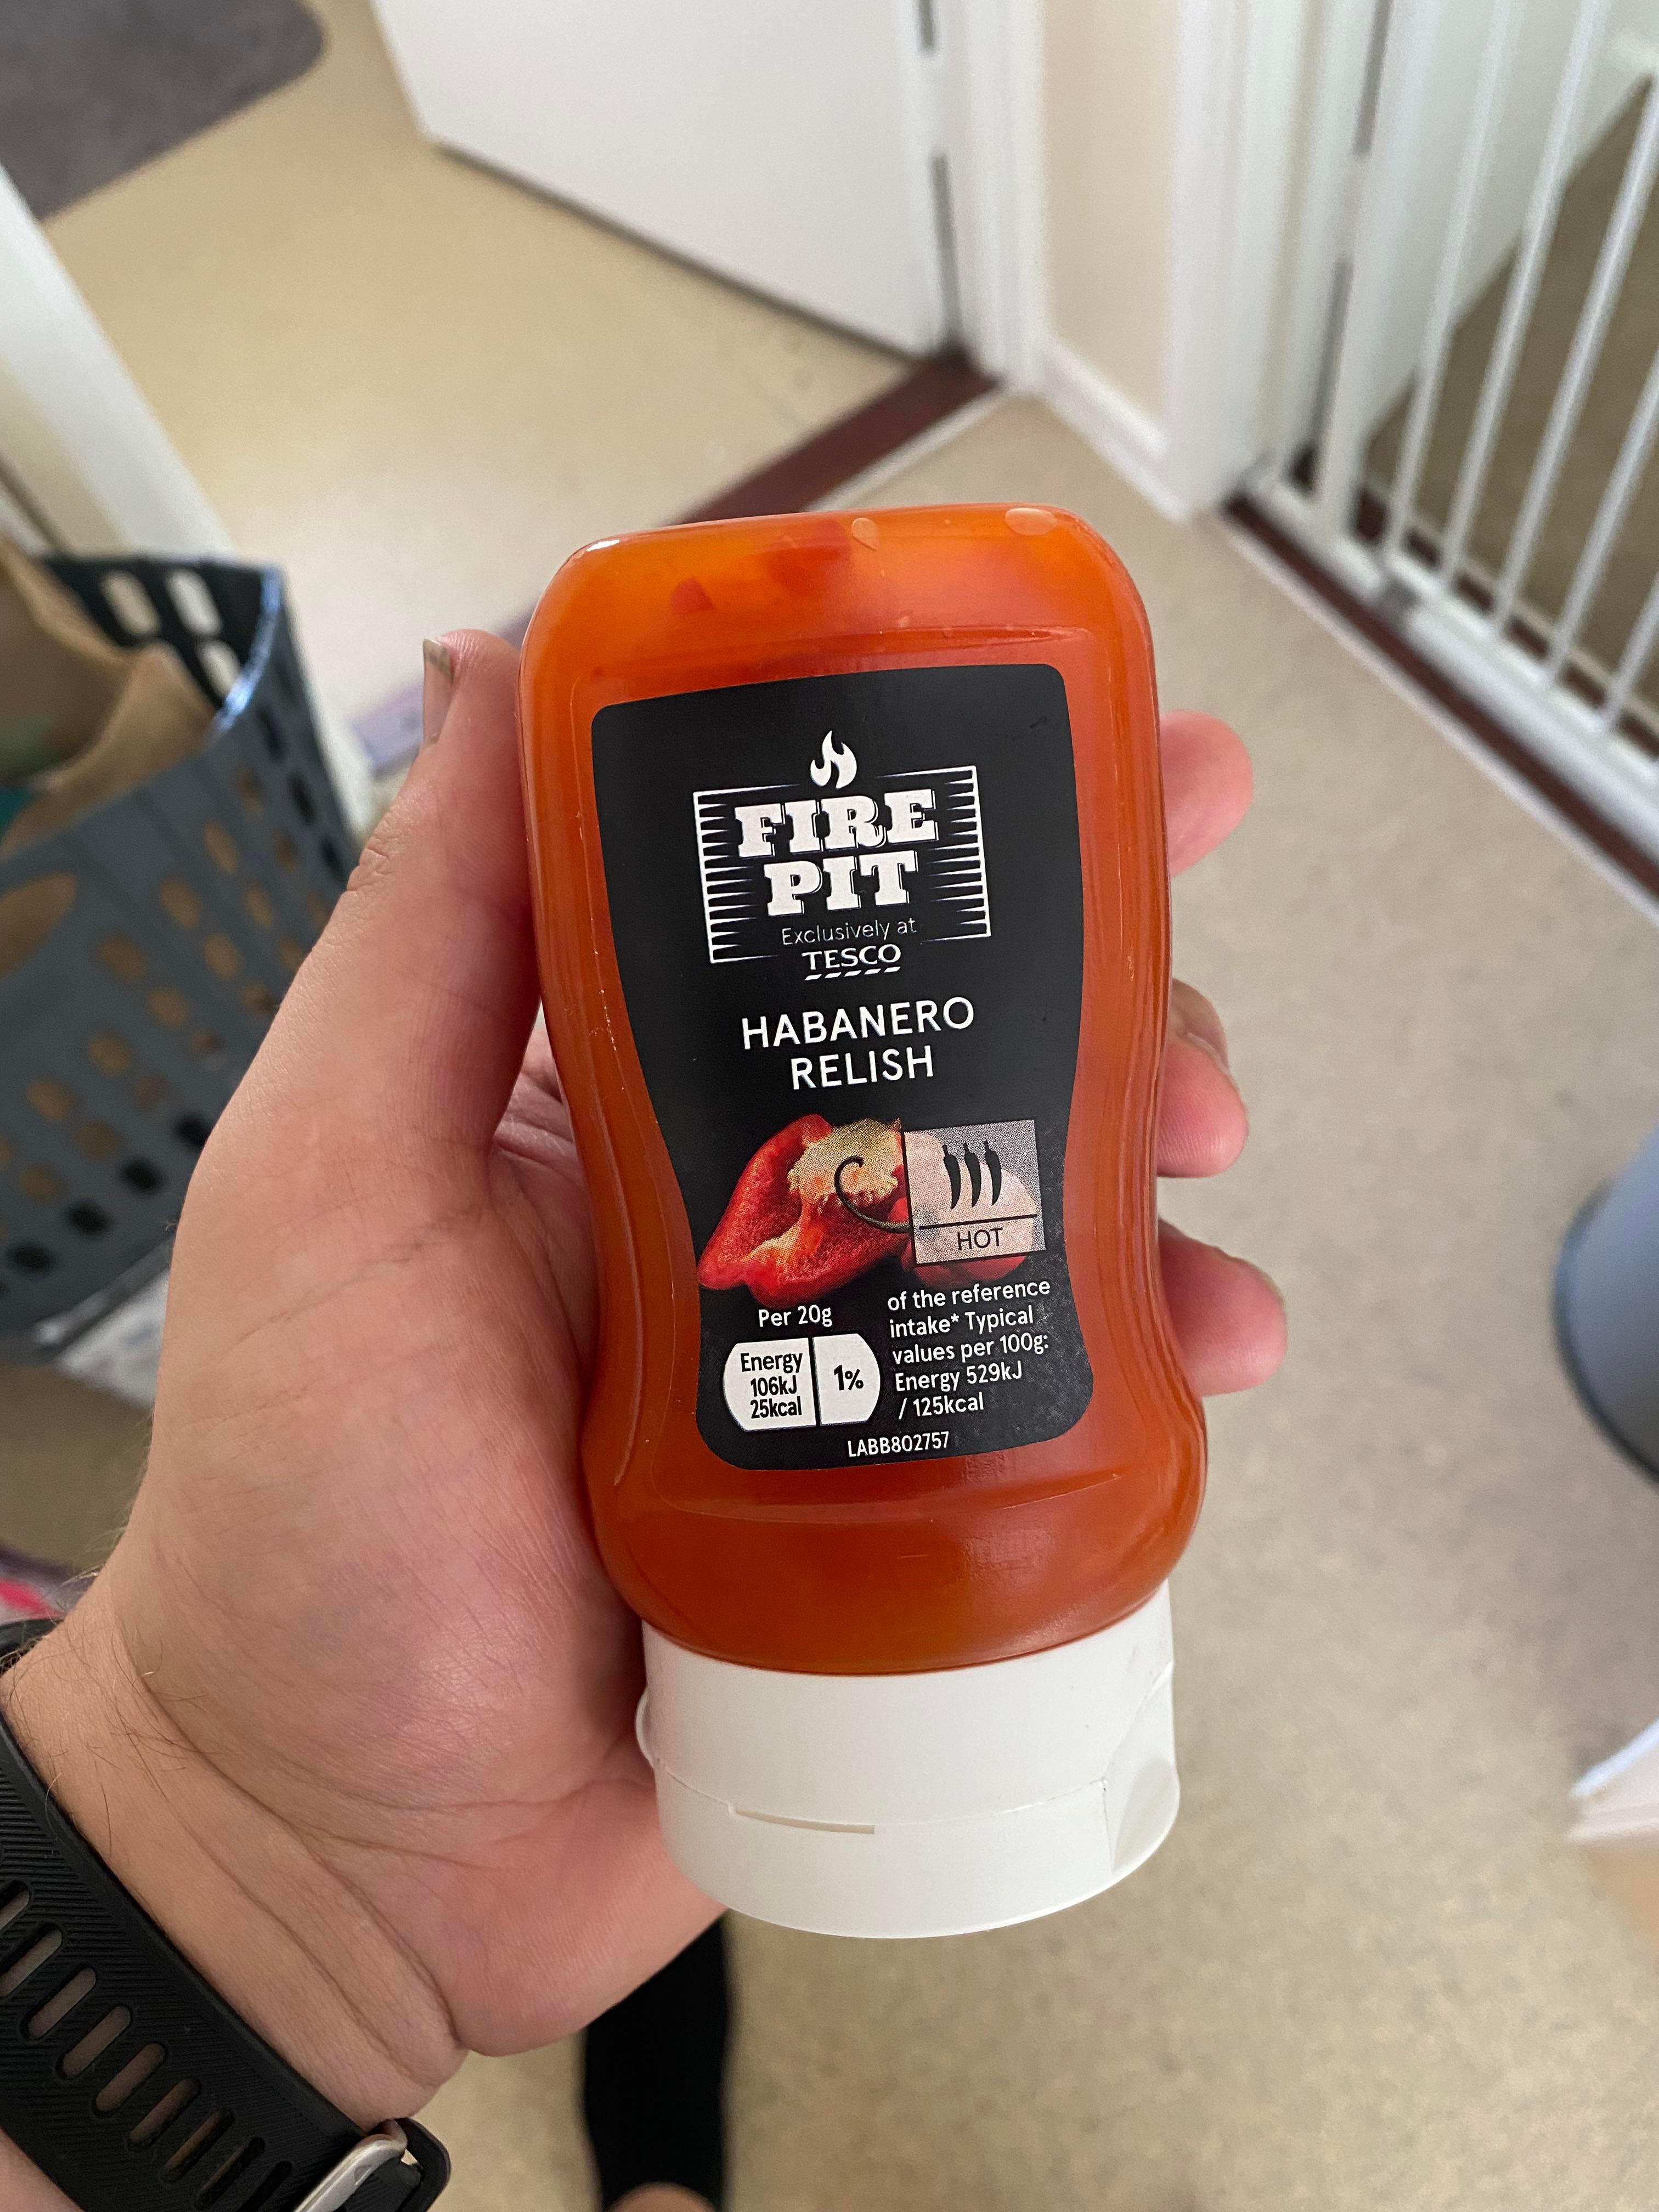 FIRE
PIT
Exclusively at
TESCO
HABANERO
RELISH
HOT
Per 20g
Energy
106kJ
25kcal
1%
of the reference
intake* Typical
values per 100g:
Energy 529kJ
/ 125kcal
LABB802757